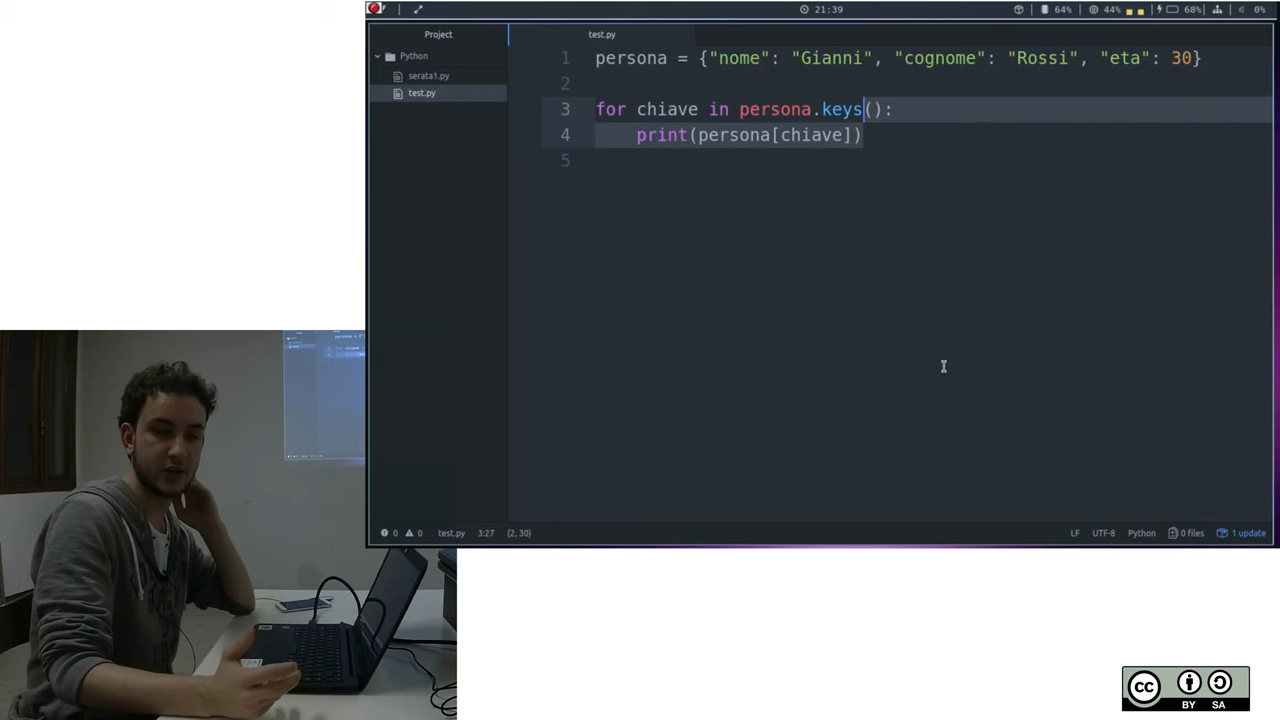 21:39
64%
44%
68%
0%
Project
test.py
Python
serata1.py
test.py
1 persona = {"nome": "Gianni", "cognome": "Rossi", "eta": 30}
2
3 for chiave in persona.keys():
4 print(persona[chiave])
5
0 0 test.py 3:27 (2, 30)
LF UTF-8 Python 0 files 1 update
cc BY SA